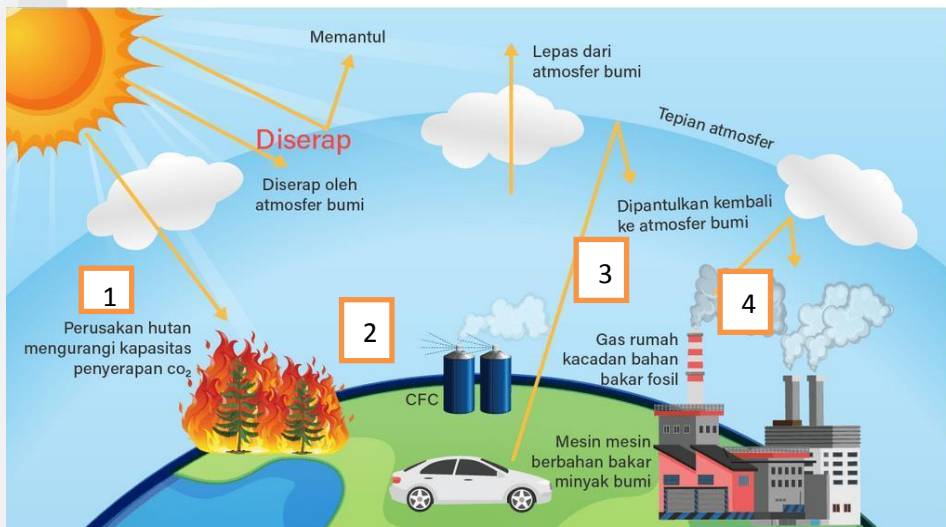 Memantul
Lepas dari
atmosfer bumi
Tepian atmosfer
Diserap
Diserap oleh
atmosfer bumi
Dipantulkan kembali
ke atmosfer bumi
1
Perusakan hutan
mengurangi kapasitas
penyerapan co₂
2
CFC
3
Mesin mesin
berbahan bakar
minyak bumi
4
Gas rumah
kacadan bahan
bakar fosil